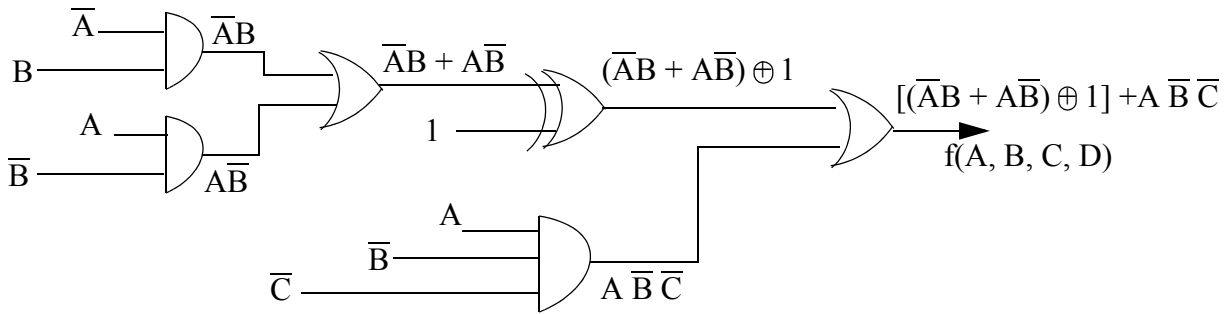 A̅
A̅B
B
A̅B + AB̅
(A̅B + AB̅) ⊕ 1
[(A̅B + AB̅) ⊕ 1] +A B̅ C̅
A
1
f(A, B, C, D)
B̅
AB̅
A
B̅
C̅
A B̅ C̅